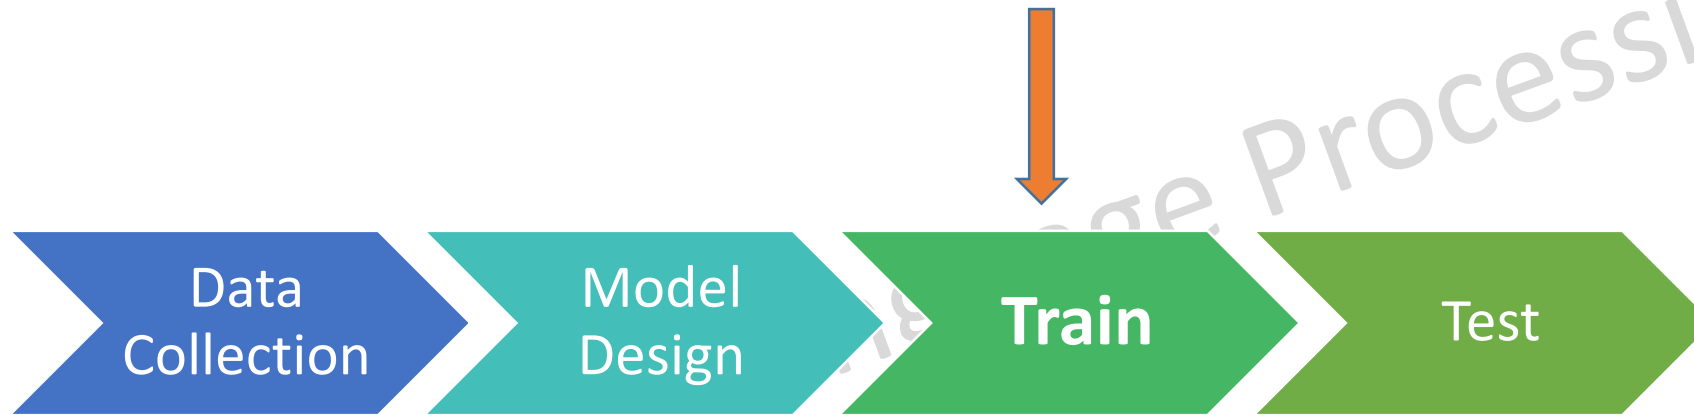 Processi
Data
Collection
Model
Design
Train
Test